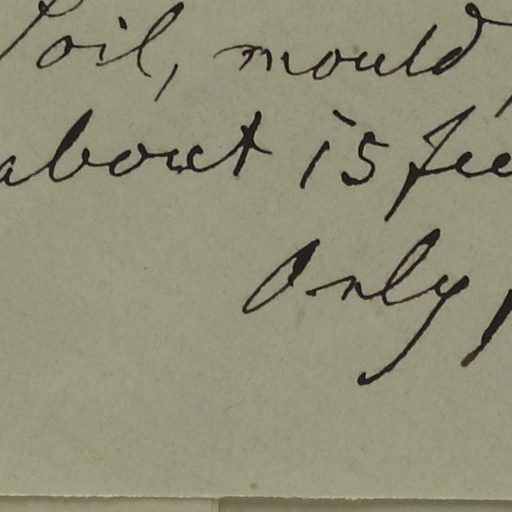 Soil, mould,
about 15 fee
Only